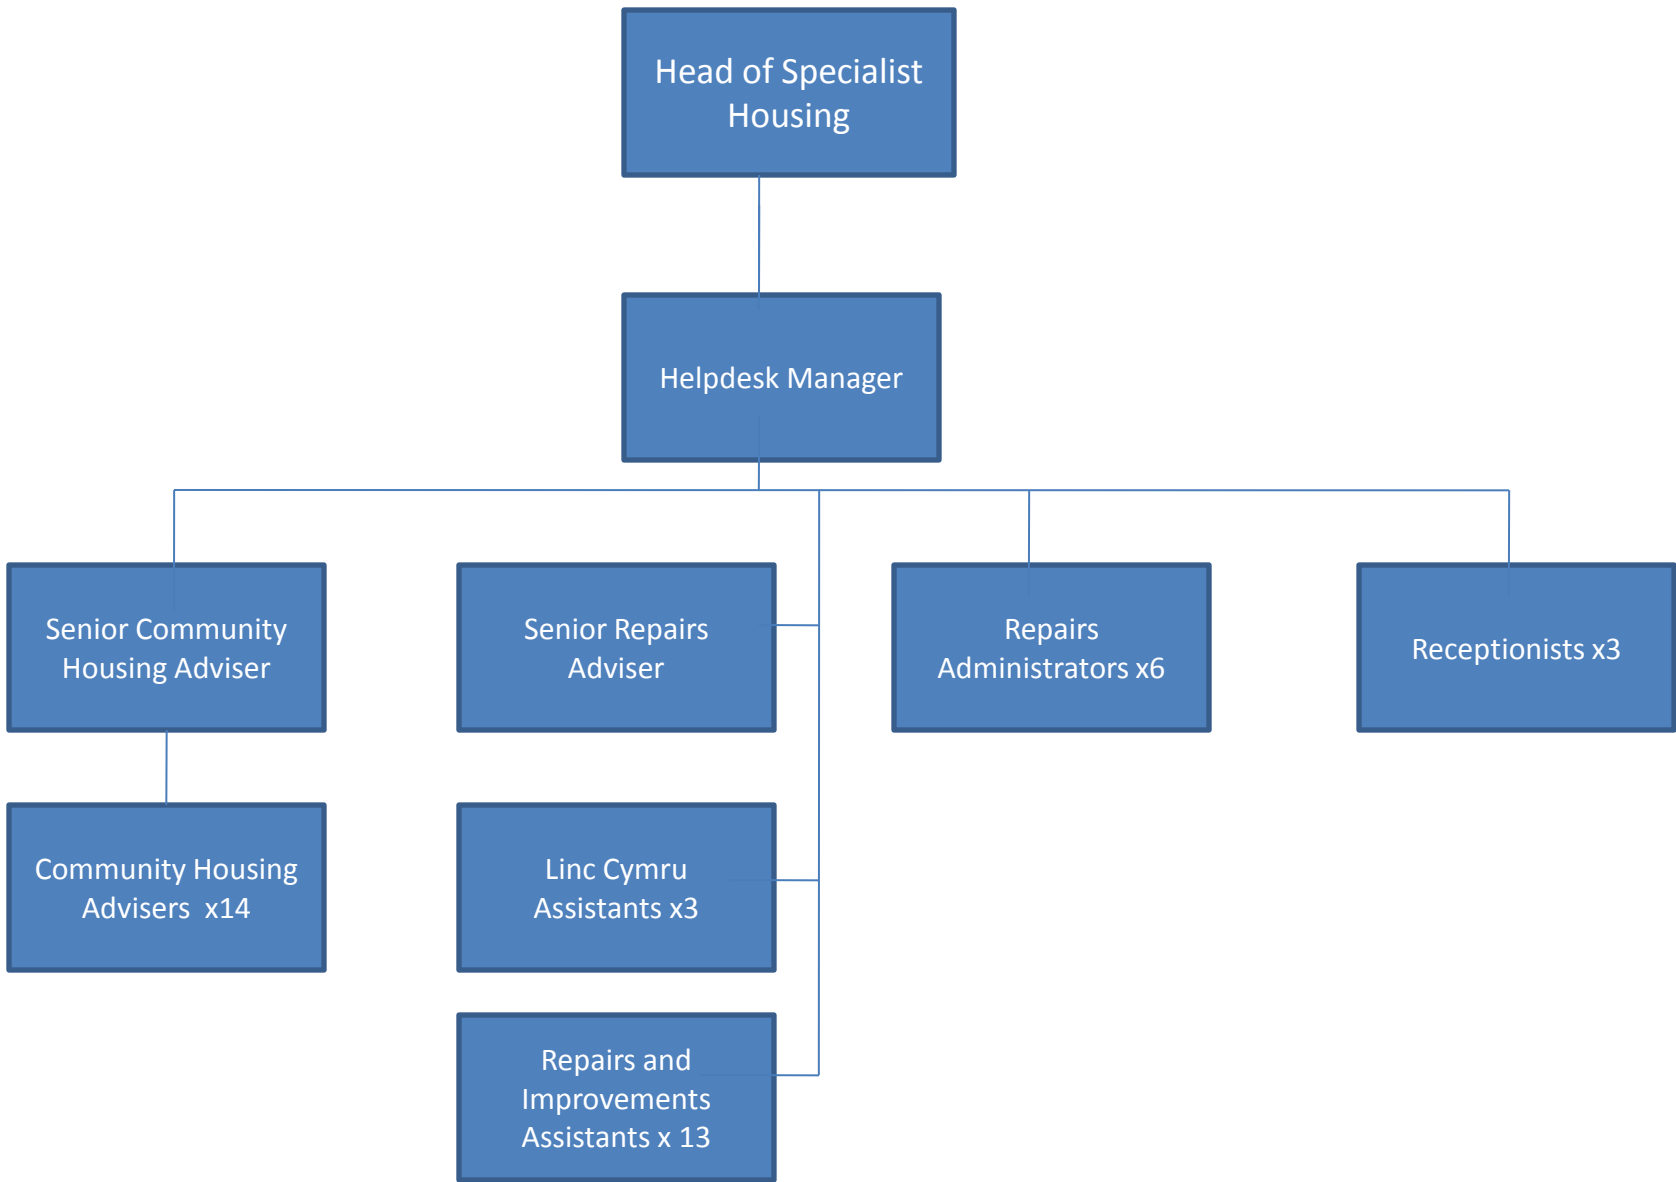 Head of Specialist
Housing
Helpdesk Manager
Senior Community
Housing Adviser
Senior Repairs
Adviser
Repairs
Administrators x6
Receptionists x3
Community Housing
Advisers  x14
Linc Cymru
Assistants x3
Repairs and
Improvements
Assistants x 13